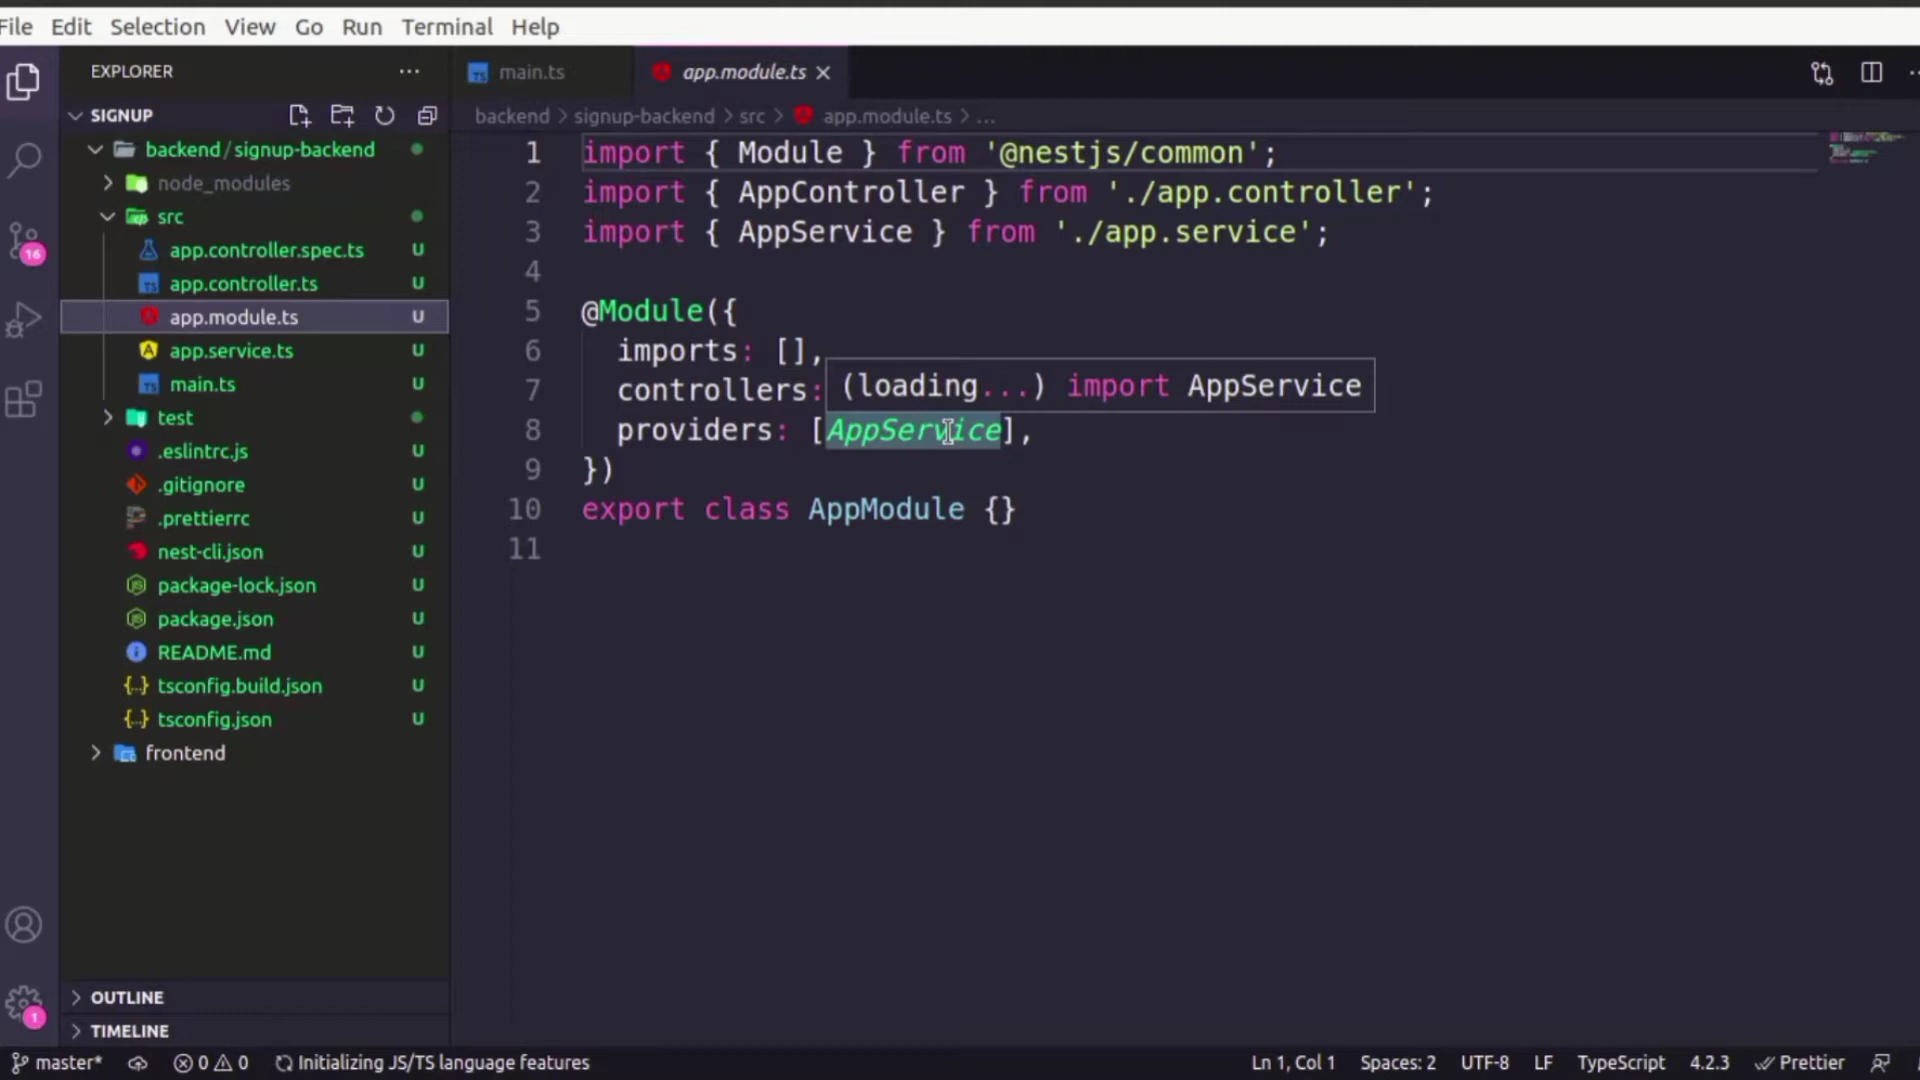 File Edit Selection View Go Run Terminal Help
EXPLORER ...
main.ts
app.module.ts
SIGNUP
backend > signup-backend > src > app.module.ts > ...
backend / signup-backend
node_modules
src
app.controller.spec.ts U
app.controller.ts U
app.module.ts U
app.service.ts U
main.ts U
test
.eslintrc.js U
.gitignore U
.prettierrc U
nest-cli.json U
package-lock.json U
package.json U
README.md U
tsconfig.build.json U
tsconfig.json U
frontend
OUTLINE
TIMELINE
16
1
1 import { Module } from '@nestjs/common';
2 import { AppController } from './app.controller';
3 import { AppService } from './app.service';
4
5 @Module({
6 imports: [],
7 controllers:
(loading...) import AppService
8 providers: [AppService],
9 })
10 export class AppModule {}
11
master* 0 0 Initializing JS/TS language features Ln 1, Col 1 Spaces: 2 UTF-8 LF TypeScript 4.2.3 Prettier